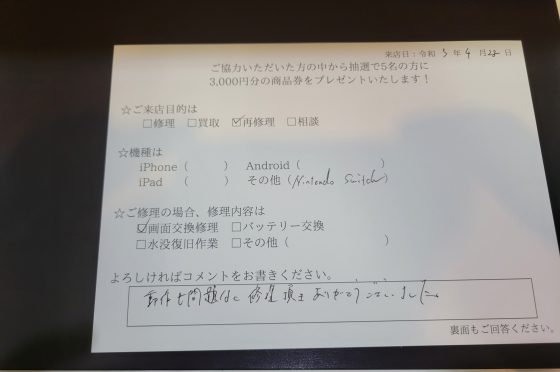 来店日：令和 5 年 4 月 22 日
ご協力いただいた方の中から抽選で5名の方に
3,000円分の商品券をプレゼントいたします！
☆ご来店目的は
□修理 □買取 ☑再修理 □相談
☆機種は
iPhone（ ） Android（ ）
iPad （ ） その他（Nintendo Switch）
☆ご修理の場合、修理内容は
☑画面交換修理 □バッテリー交換
□水没復旧作業 □その他（ ）
よろしければコメントをお書きください。
動作も問題なく修理頂きありがとうございました。
裏面もご回答ください。